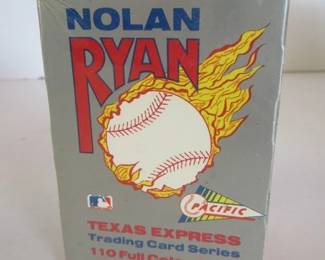 NOLAN
RYAN
PACIFIC
TEXAS EXPRESS
Trading Card Series
110 Full Color